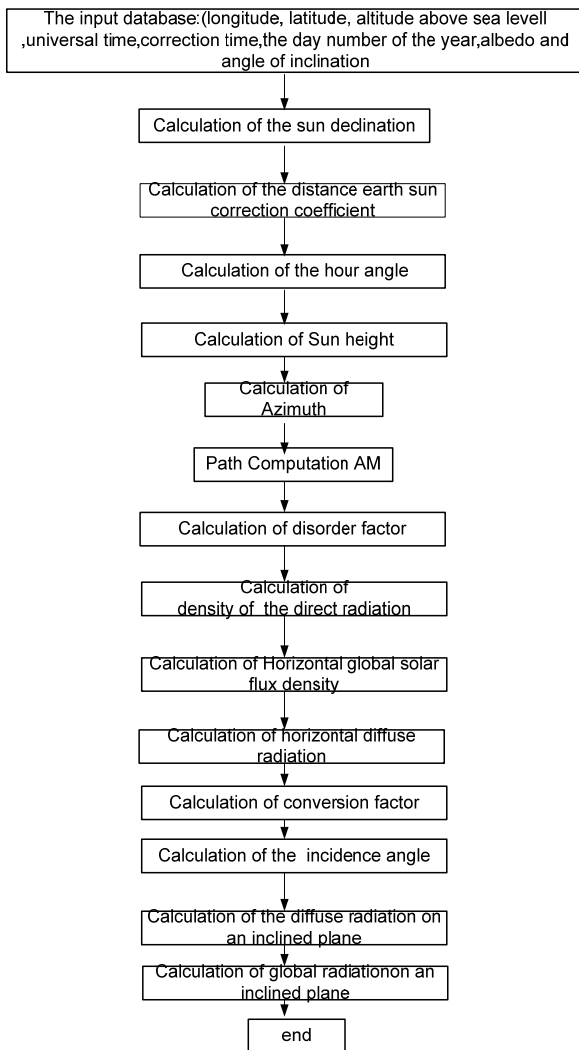 The input database:(longitude, latitude, altitude above sea levell
,universal time,correction time,the day number of the year,albedo and
angle of inclination
Calculation of the sun declination
Calculation of the distance earth sun
correction coefficient
Calculation of the hour angle
Calculation of Sun height
Calculation of
Azimuth
Path Computation AM
Calculation of disorder factor
Calculation of
density of the direct radiation
Calculation of Horizontal global solar
flux density
Calculation of horizontal diffuse
radiation
Calculation of conversion factor
Calculation of the incidence angle
Calculation of the diffuse radiation on
an inclined plane
Calculation of global radiationon an
inclined plane
end